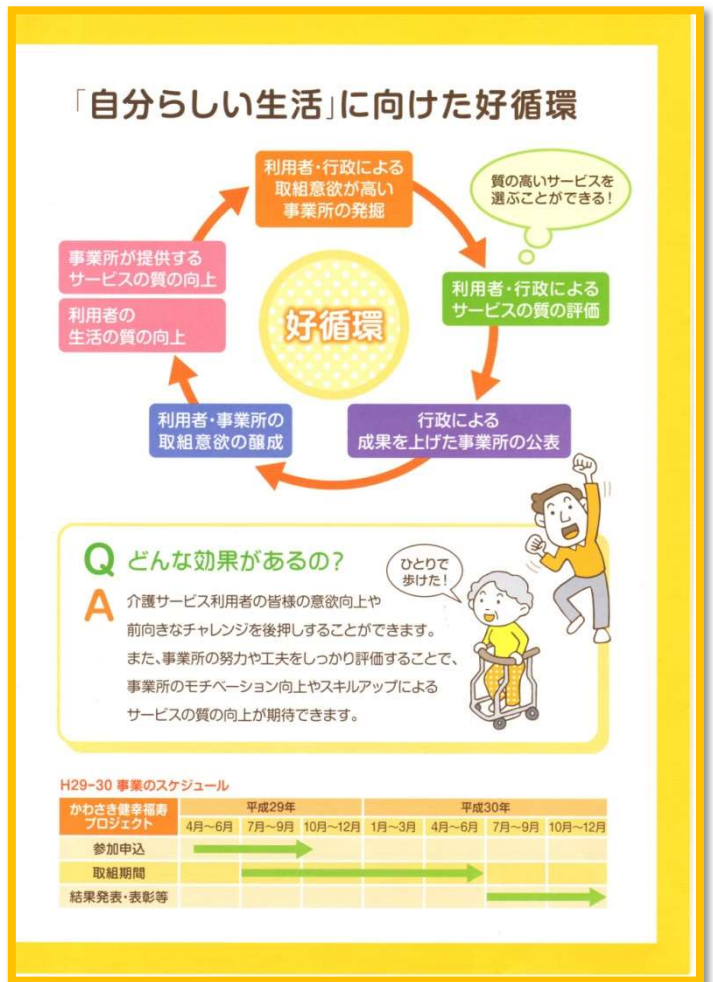 「自分らしい生活」に向けた好循環
利用者・行政による
取組意欲が高い
事業所の発掘
質の高いサービスを
選ぶことができる！
利用者・行政による
サービスの質の評価
行政による
成果を上げた事業所の公表
利用者・事業所の
取組意欲の醸成
利用者の
生活の質の向上
事業所が提供する
サービスの質の向上
好循環
Q どんな効果があるの？
A 介護サービス利用者の皆様の意欲向上や
前向きなチャレンジを後押しすることができます。
また、事業所の努力や工夫をしっかり評価することで、
事業所のモチベーション向上やスキルアップによる
サービスの質の向上が期待できます。
ひとりで
歩けた！
H29-30 事業のスケジュール
かわさき健幸福寿
プロジェクト
平成29年 平成30年
4月～6月 7月～9月 10月～12月 1月～3月 4月～6月 7月～9月 10月～12月
参加申込
取組期間
結果発表・表彰等